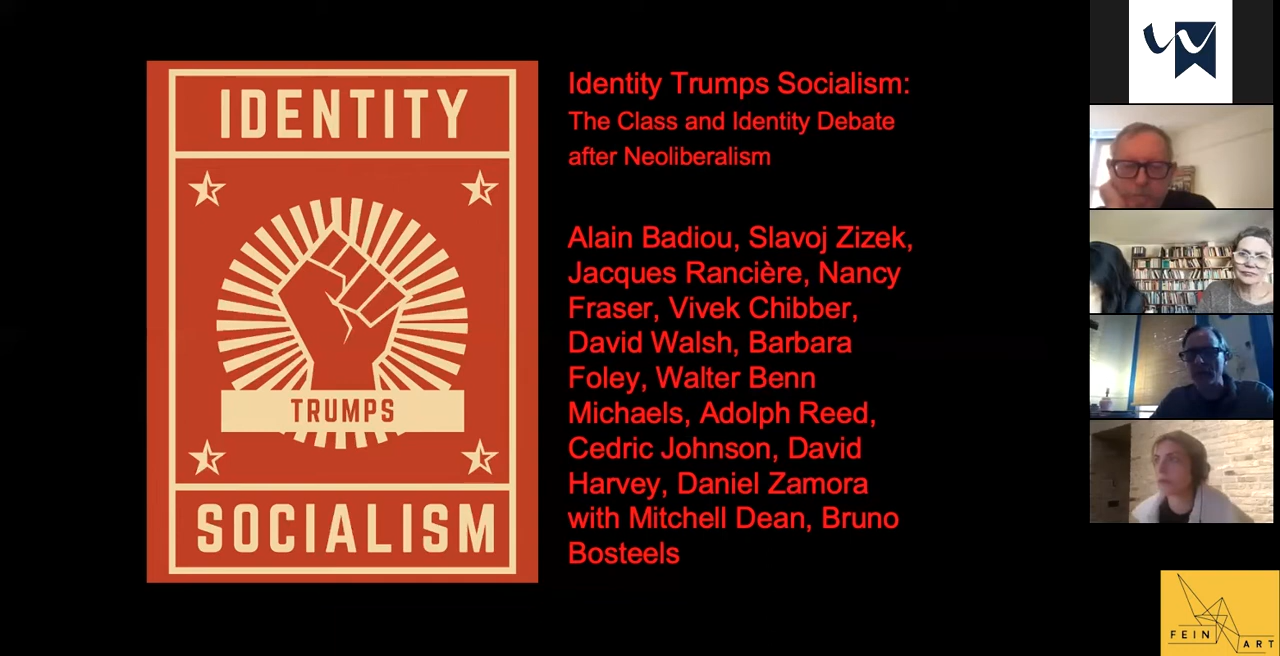 IDENTITY
TRUMPS
SOCIALISM
Identity Trumps Socialism:
The Class and Identity Debate
after Neoliberalism
Alain Badiou, Slavoj Zizek,
Jacques Rancière, Nancy
Fraser, Vivek Chibber,
David Walsh, Barbara
Foley, Walter Benn
Michaels, Adolph Reed,
Cedric Johnson, David
Harvey, Daniel Zamora
with Mitchell Dean, Bruno
Bosteels
FEIN ART